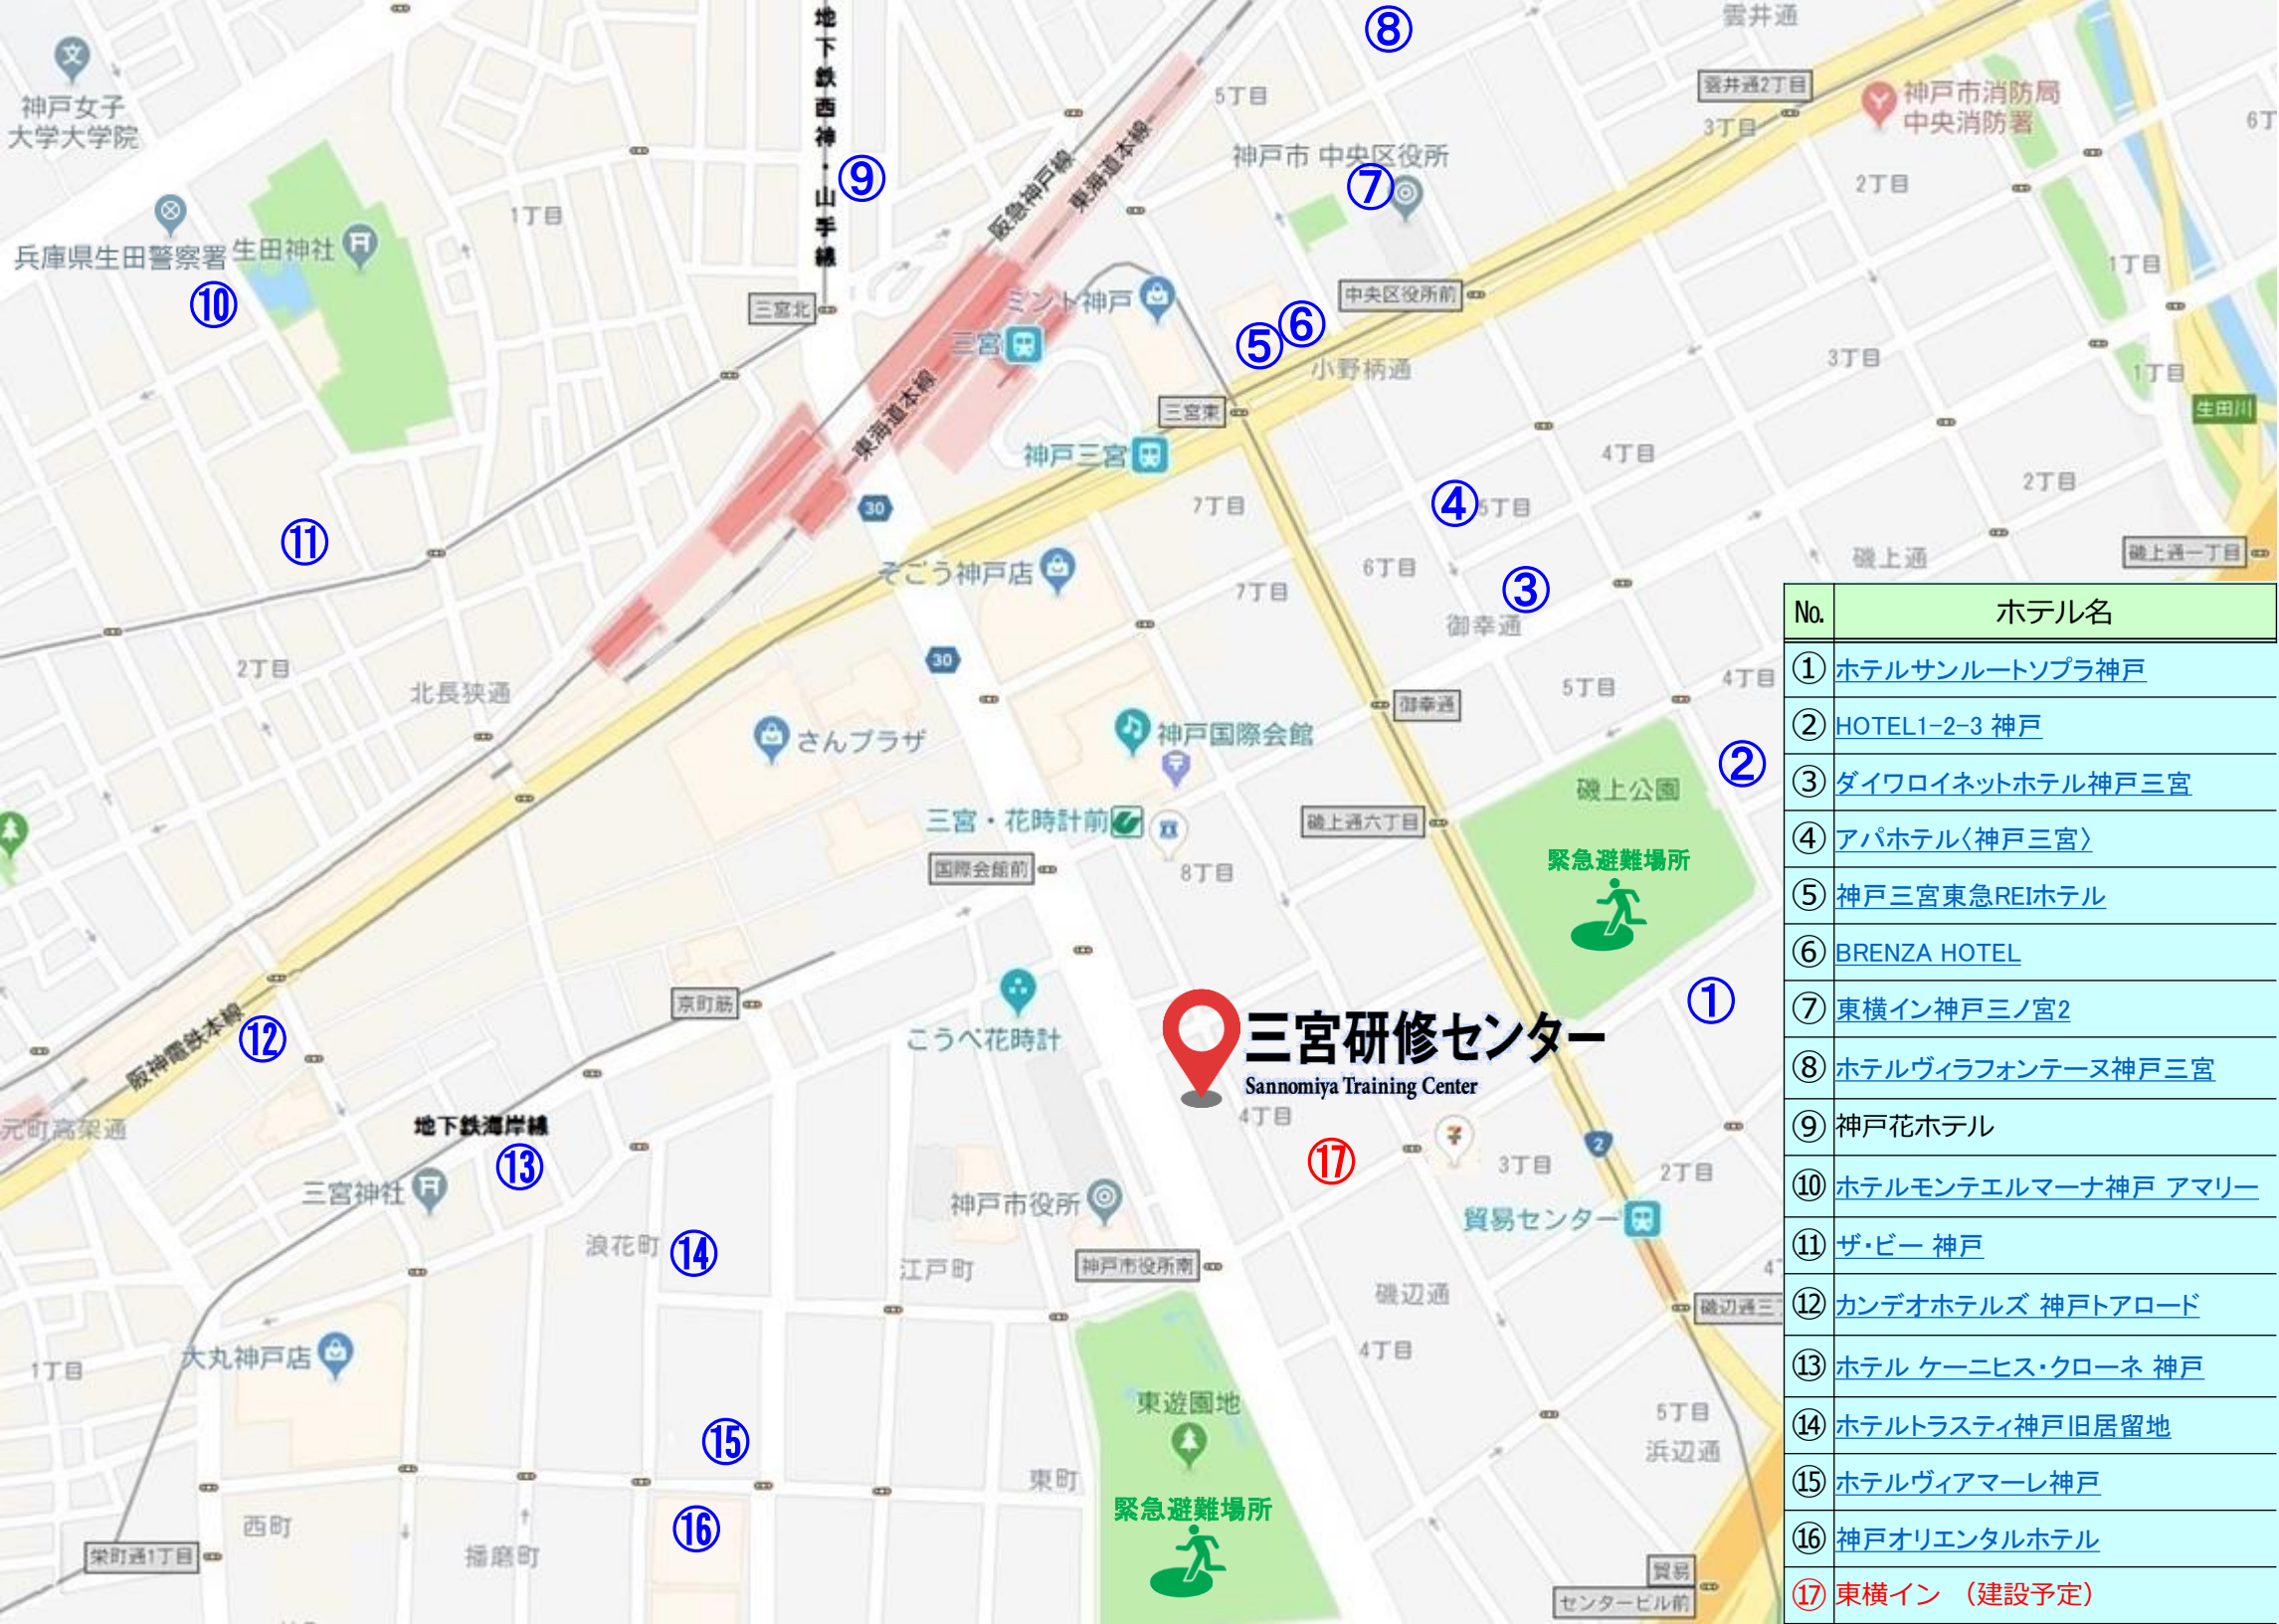 地下鉄西神・山手線
⑧
雲井通
神戸女子
大学大学院
5丁目
雲井通2丁目
神戸市消防局
中央消防署
3丁目
6丁
神戸市 中央区役所
⑨
⑦
阪急神戸線
東海道本線
2丁目
1丁目
兵庫県生田警察署
生田神社
⑩
1丁目
三宮北
ミント神戸
中央区役所前
⑥
⑤
三宮
小野柄通
3丁目
1丁目
三宮東
生田川
東海道本線
神戸三宮
4丁目
2丁目
30
7丁目
④
5丁目
⑪
磯上通
磯上通一丁目
そごう神戸店
6丁目
7丁目
③
御幸通
2丁目
北長狭通
30
5丁目
4丁目
御幸通
さんプラザ
神戸国際会館
②
磯上公園
三宮・花時計前
磯上通六丁目
国際会館前
8丁目
緊急避難場所
京町筋
こうべ花時計
①
三宮研修センター
Sannomiya Training Center
阪神電鉄本線
⑫
元町高架通
地下鉄海岸線
4丁目
⑬
⑰
3丁目
2
2丁目
三宮神社
神戸市役所
貿易センター
浪花町
⑭
江戸町
神戸市役所南
磯辺通
磯辺通三
4丁目
1丁目
大丸神戸店
東遊園地
5丁目
浜辺通
⑮
東町
緊急避難場所
西町
⑯
栄町通1丁目
播磨町
貿易
センタービル前
No. ホテル名
① ホテルサンルートソプラ神戸
② HOTEL1-2-3 神戸
③ ダイワロイネットホテル神戸三宮
④ アパホテル〈神戸三宮〉
⑤ 神戸三宮東急REIホテル
⑥ BRENZA HOTEL
⑦ 東横イン神戸三ノ宮2
⑧ ホテルヴィラフォンテーヌ神戸三宮
⑨ 神戸花ホテル
⑩ ホテルモンテエルマーナ神戸 アマリー
⑪ ザ・ビー 神戸
⑫ カンデオホテルズ 神戸トアロード
⑬ ホテル ケーニヒス・クローネ 神戸
⑭ ホテルトラスティ神戸旧居留地
⑮ ホテルヴィアマーレ神戸
⑯ 神戸オリエンタルホテル
⑰ 東横イン （建設予定）